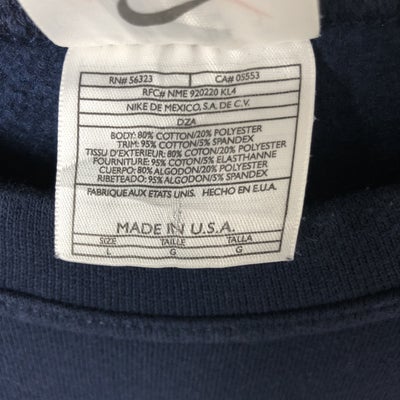 RN# 56323 CA# 05553
RFC# NME 920220 KL4
NIKE DE MEXICO, S.A. DE C.V.
DZA
BODY: 80% COTTON/20% POLYESTER
TRIM: 95% COTTON/5% SPANDEX
TISSU D'EXTERIEUR: 80% COTON/20% POLYESTER
FOURNITURE: 95% COTON/5% ELASTHANNE
CUERPO: 80% ALGODON/20% POLYESTER
RIBETEADO: 95% ALGODON/5% SPANDEX
FABRIQUE AUX ETATS UNIS. HECHO EN E.U.A.
MADE IN U.S.A.
SIZE TAILLE TALLA
L G G